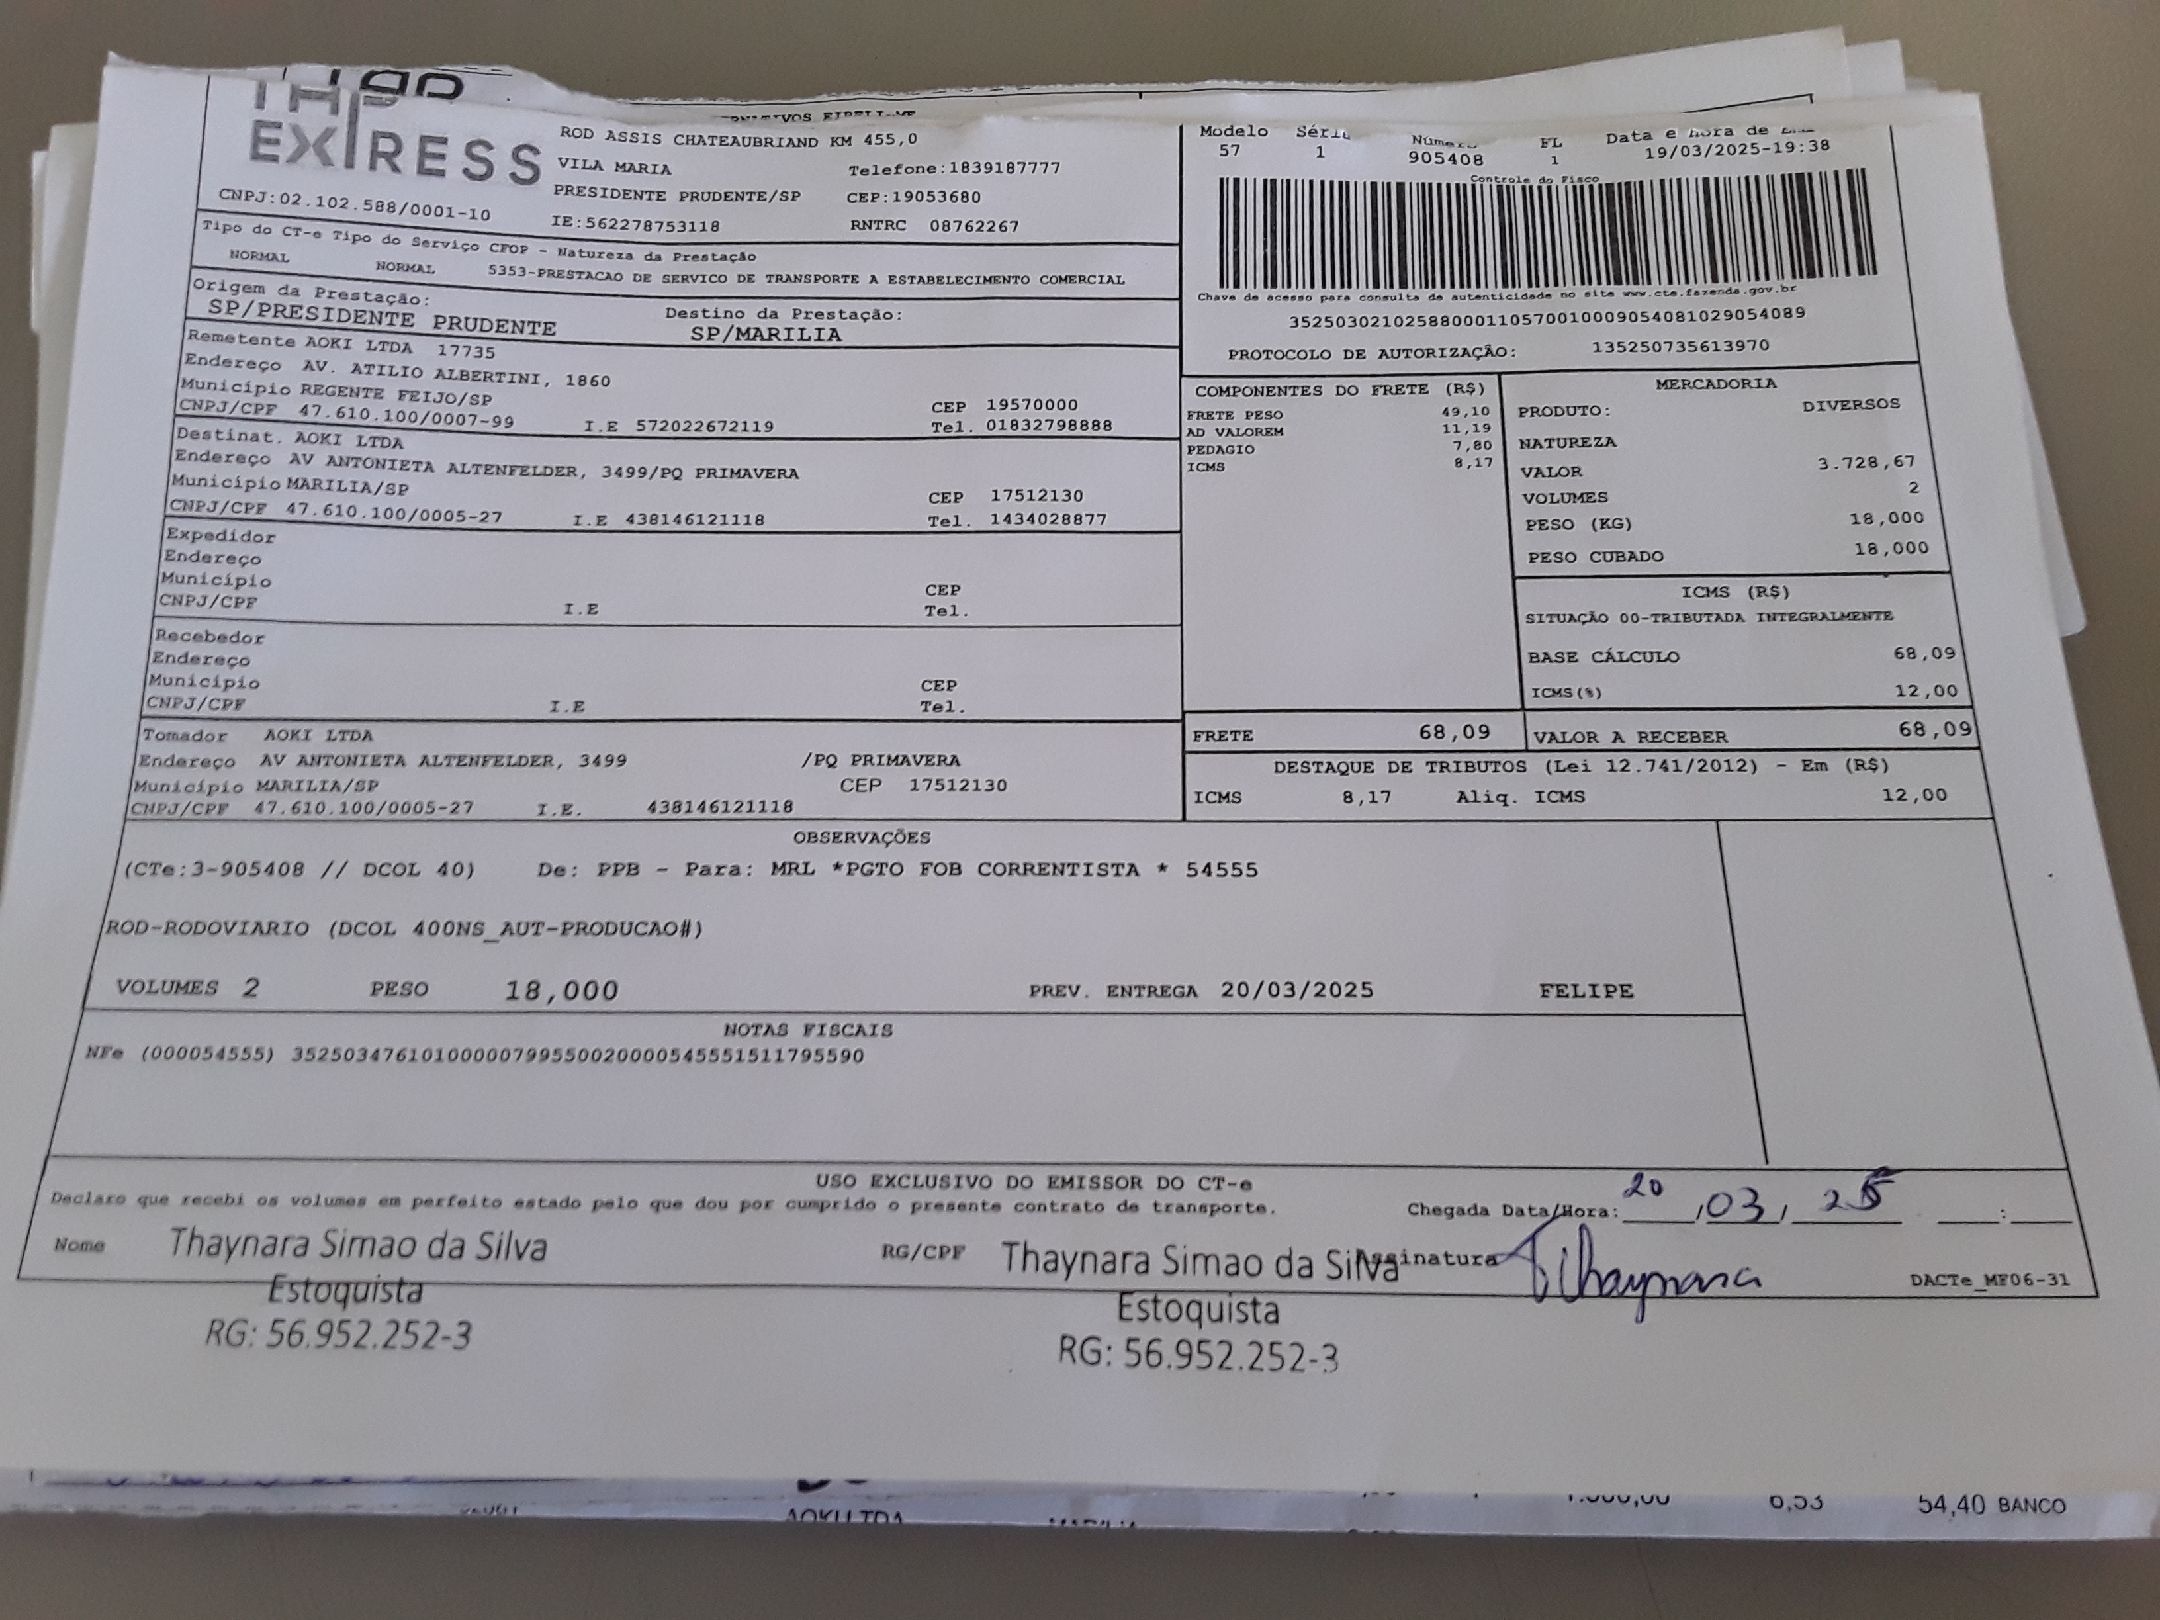 EXPRESS
ROD ASSIS CHATEAUBRIAND KM 455,0
VILA MARIA Telefone:1839187777
PRESIDENTE PRUDENTE/SP CEP:19053680
CNPJ:02.102.588/0001-10 IE:562278753118 RNTRC 08762267
Modelo Série Número FL Data e hora de
57 1 905408 1 19/03/2025-19:38
Controle do Fisco
Chave de acesso para consulta de autenticidade no site www.cte.fazenda.gov.br
35250302102588000110570010009054081029054089
PROTOCOLO DE AUTORIZAÇÃO: 135250735613970
Tipo do CT-e Tipo do Serviço CFOP - Natureza da Prestação
NORMAL NORMAL 5353-PRESTACAO DE SERVICO DE TRANSPORTE A ESTABELECIMENTO COMERCIAL
Origem da Prestação: Destino da Prestação:
SP/PRESIDENTE PRUDENTE SP/MARILIA
Remetente AOKI LTDA 17735
Endereço AV. ATILIO ALBERTINI, 1860
Município REGENTE FEIJO/SP CEP 19570000
CNPJ/CPF 47.610.100/0007-99 I.E 572022672119 Tel. 01832798888
Destinat. AOKI LTDA
Endereço AV ANTONIETA ALTENFELDER, 3499/PQ PRIMAVERA
Município MARILIA/SP CEP 17512130
CNPJ/CPF 47.610.100/0005-27 I.E 438146121118 Tel. 1434028877
Expedidor
Endereço
Município CEP
CNPJ/CPF I.E Tel.
Recebedor
Endereço
Município CEP
CNPJ/CPF I.E Tel.
Tomador AOKI LTDA
Endereço AV ANTONIETA ALTENFELDER, 3499 /PQ PRIMAVERA
Município MARILIA/SP CEP 17512130
CNPJ/CPF 47.610.100/0005-27 I.E. 438146121118
COMPONENTES DO FRETE (R$)
FRETE PESO 49,10
AD VALOREM 11,19
PEDAGIO 7,80
ICMS 8,17
MERCADORIA
PRODUTO: DIVERSOS
NATUREZA
VALOR 3.728,67
VOLUMES 2
PESO (KG) 18,000
PESO CUBADO 18,000
ICMS (R$)
SITUAÇÃO 00-TRIBUTADA INTEGRALMENTE
BASE CÁLCULO 68,09
ICMS(%) 12,00
FRETE 68,09 VALOR A RECEBER 68,09
DESTAQUE DE TRIBUTOS (Lei 12.741/2012) - Em (R$)
ICMS 8,17 Aliq. ICMS 12,00
OBSERVAÇÕES
(CTe:3-905408 // DCOL 40) De: PPB - Para: MRL *PGTO FOB CORRENTISTA * 54555
ROD-RODOVIARIO (DCOL 400NS_AUT-PRODUCAO#)
VOLUMES 2 PESO 18,000 PREV. ENTREGA 20/03/2025 FELIPE
NOTAS FISCAIS
NFe (000054555) 35250347610100000799550020000545551511795590
USO EXCLUSIVO DO EMISSOR DO CT-e
Declaro que recebi os volumes em perfeito estado pelo que dou por cumprido o presente contrato de transporte.
Chegada Data/Hora: 20/03/25 :
Nome Thaynara Simao da Silva RG/CPF Thaynara Simao da Silva Assinatura Thaynara DACTe_MF06-31
Estoquista Estoquista
RG: 56.952.252-3 RG: 56.952.252-3
AOKI LTDA 6,53 54,40 BANCO